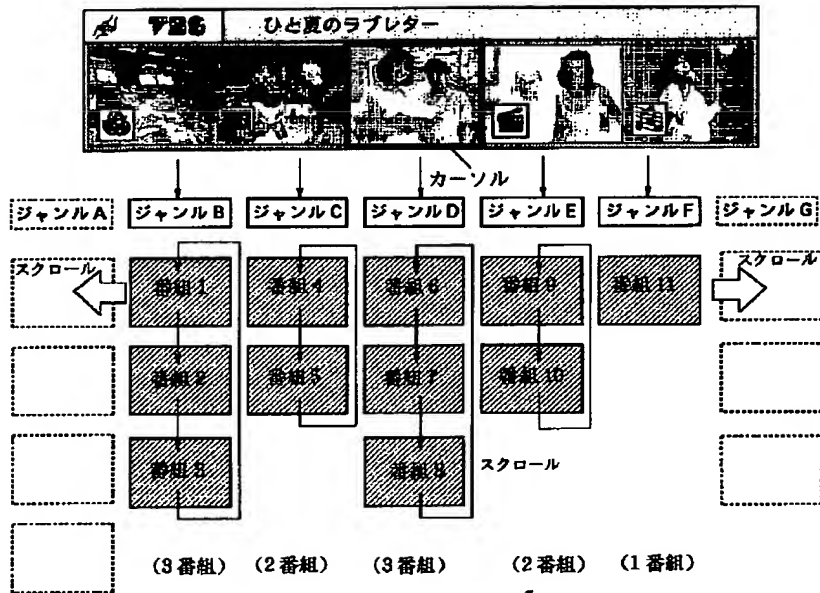 ひと夏のラブレター
カーソル
ジャンルA ジャンルB ジャンルC ジャンルD ジャンルE ジャンルF ジャンルG
スクロール 番組1 番組4 番組6 番組9 番組11 スクロール
番組2 番組5 番組7 番組10
番組3 番組8 スクロール
(3番組) (2番組) (3番組) (2番組) (1番組)